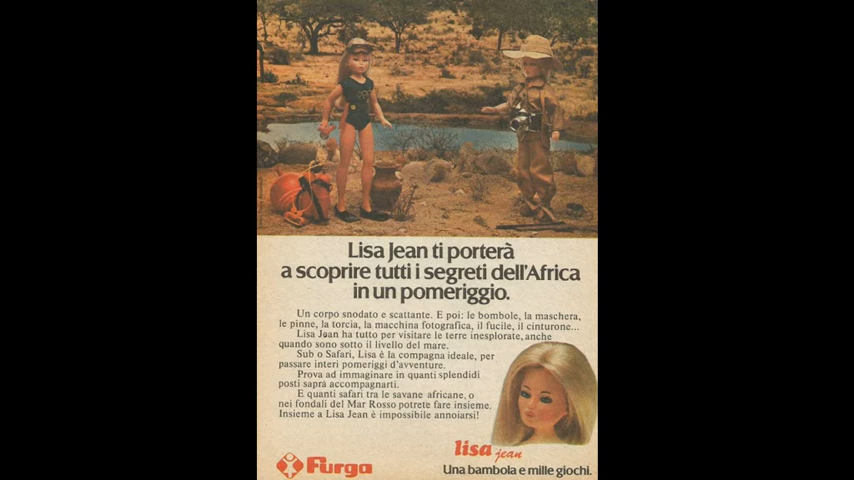 Lisa Jean ti porterà
a scoprire tutti i segreti dell'Africa
in un pomeriggio.
Un corpo snodato e scattante. E poi: le bombole, la maschera,
le pinne, la torcia, la macchina fotografica, il fucile, il cinturone...
Lisa Jean ha tutto per visitare le terre inesplorate, anche
quando sono sotto il livello del mare.
Sub o Safari, Lisa è la compagna ideale, per
passare interi pomeriggi d'avventure.
Prova ad immaginare in quanti splendidi
posti saprà accompagnarti.
E quanti safari tra le savane africane, o
nei fondali del Mar Rosso potrete fare insieme.
Insieme a Lisa Jean è impossibile annoiarsi!
lisa jean
Furga
Una bambola e mille giochi.